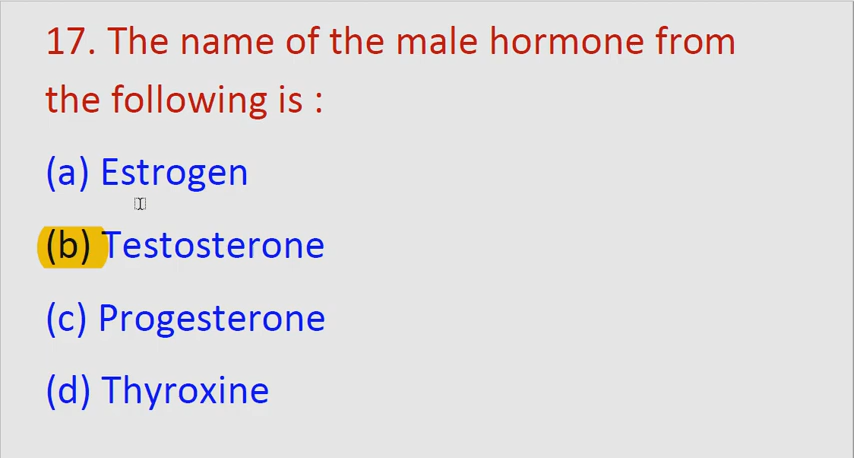 17. The name of the male hormone from
the following is :
(a) Estrogen
(b) Testosterone
(c) Progesterone
(d) Thyroxine